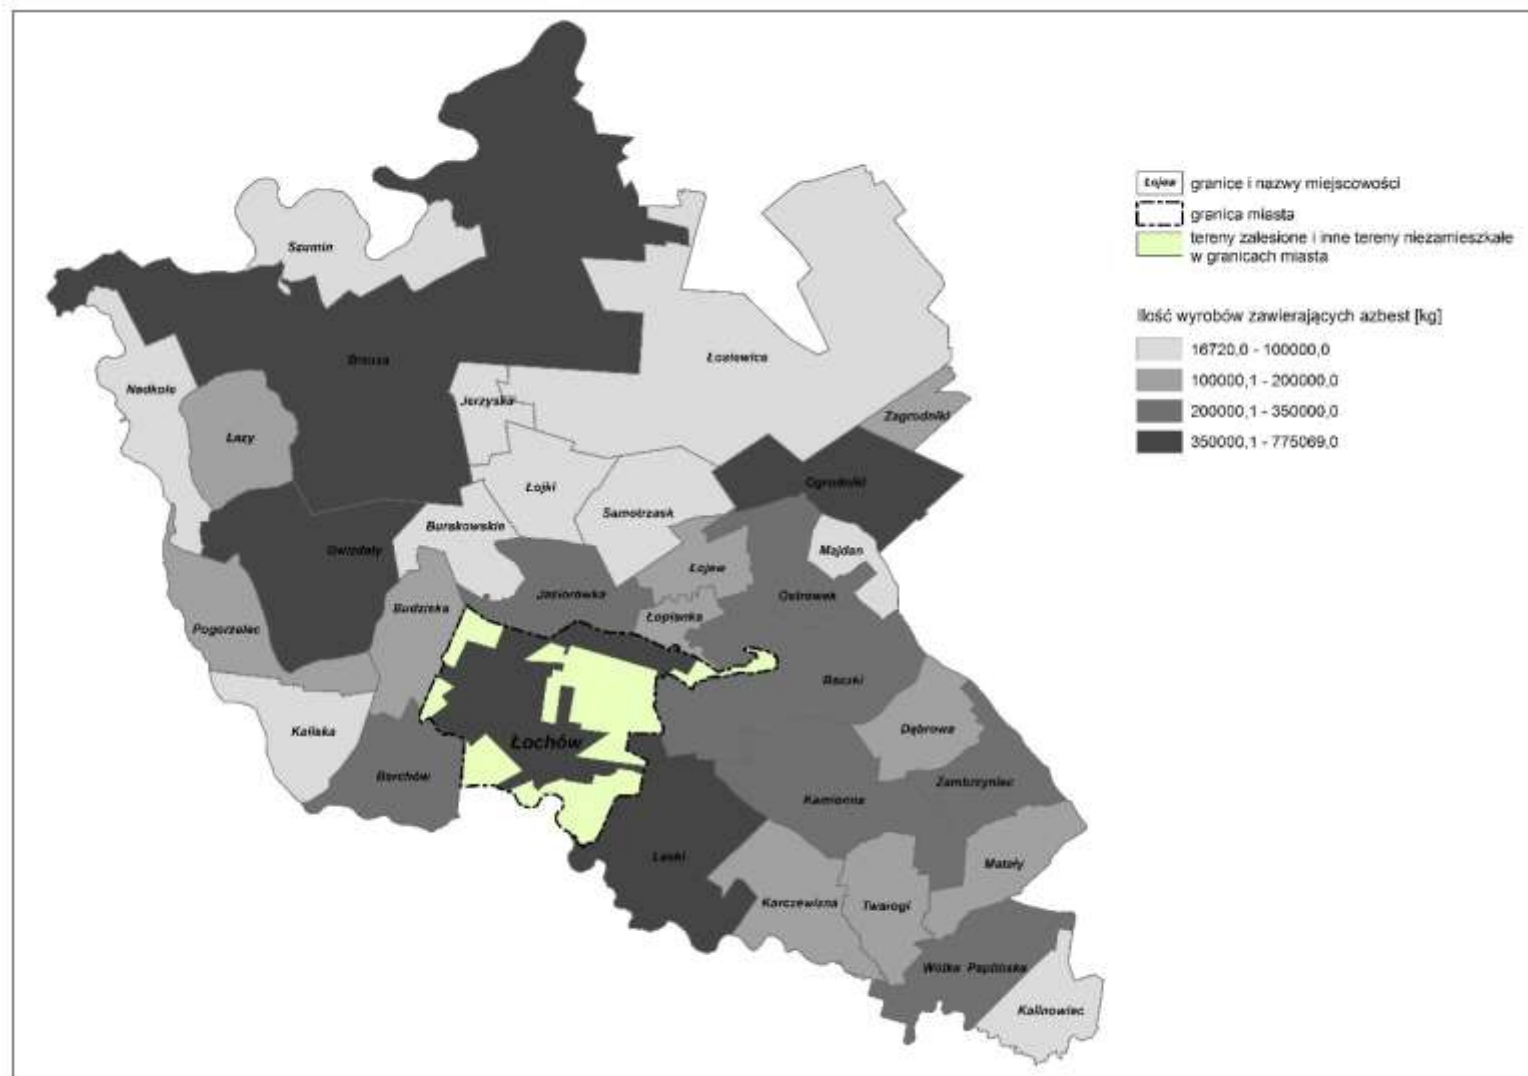 Szumin
Brzuza
Nadkole
Łazy
Jerzyska
Łosiewice
Zagrodniki
Ogrodniki
Łojki
Samotrzask
Burakowskie
Gwizdały
Majdan
Łojew
Jasiorówka
Ostrówek
Budziska
Łopianka
Pogorzelec
Baczki
Kaliska
Łochów
Dąbrowa
Barchów
Zambrzyniec
Kamionna
Laski
Matały
Karczewizna
Twarogi
Wólka Paplińska
Kalinowiec
Łojew
granice i nazwy miejscowości
granica miasta
tereny zalesione i inne tereny niezamieszkałe
w granicach miasta
Ilość wyrobów zawierających azbest [kg]
16720,0 - 100000,0
100000,1 - 200000,0
200000,1 - 350000,0
350000,1 - 775069,0